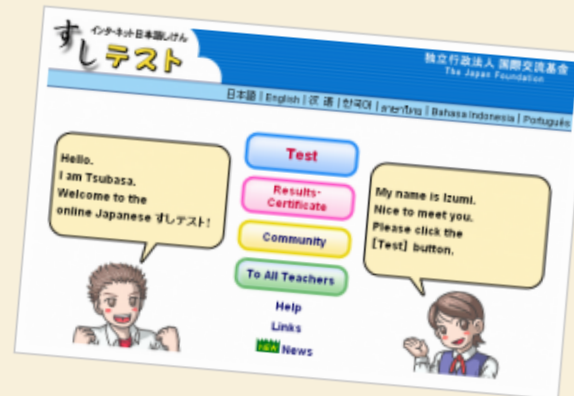 インターネット日本語しけん
すしテスト
独立行政法人 国際交流基金
The Japan Foundation
日本語 | English | 汉 语 | 한국어 | ภาษาไทย | Bahasa Indonesia | Português
Hello.
I am Tsubasa.
Welcome to the
online Japanese すしテスト!
Test
Results·
Certificate
Community
To All Teachers
Help
Links
NEW News
My name is Izumi.
Nice to meet you.
Please click the
[Test] button.